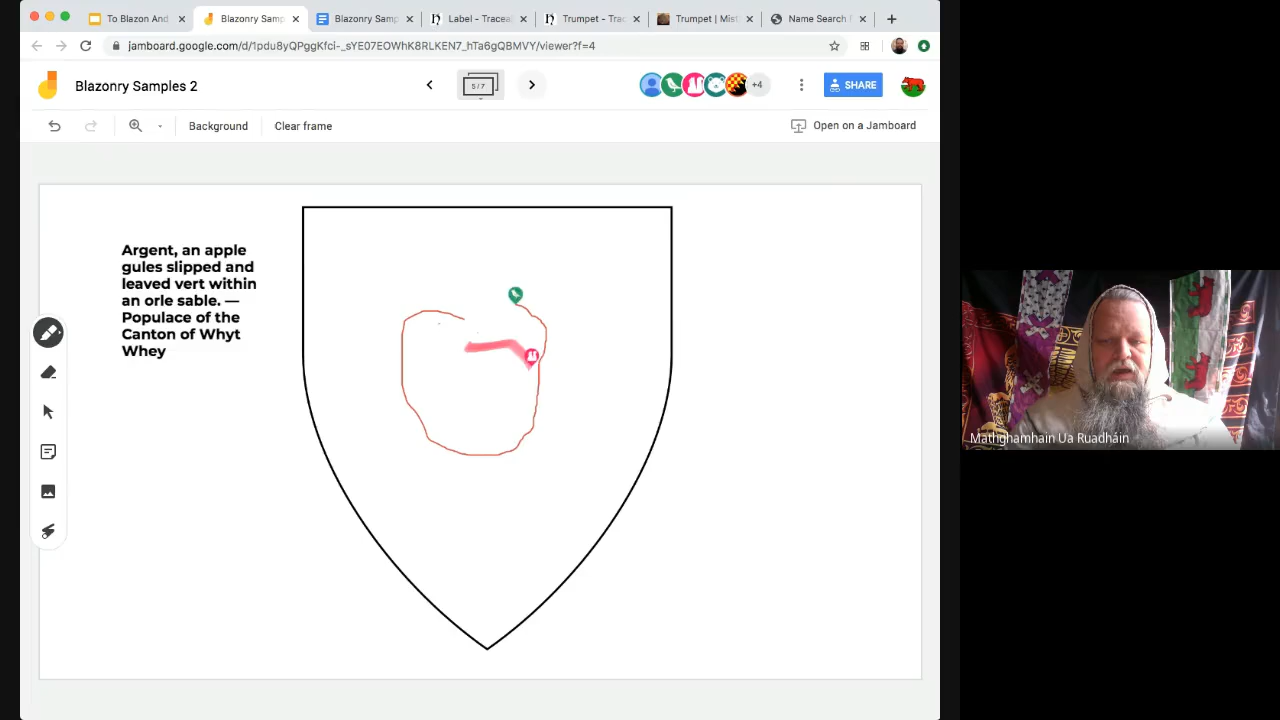 To Blazon And
Blazonry Samp
Blazonry Samp
Label - Tracea
Trumpet - Trac
Trumpet | Mist
Name Search
jamboard.google.com/d/1pdu8yQPggKfci-_sYE07EOWhK8RLKEN7_hTa6gQBMVY/viewer?f=4
Blazonry Samples 2
5/7
+4
SHARE
Background
Clear frame
Open on a Jamboard
Argent, an apple
gules slipped and
leaved vert within
an orle sable. —
Populace of the
Canton of Whyt
Whey
Mathghamhain Ua Ruadháin